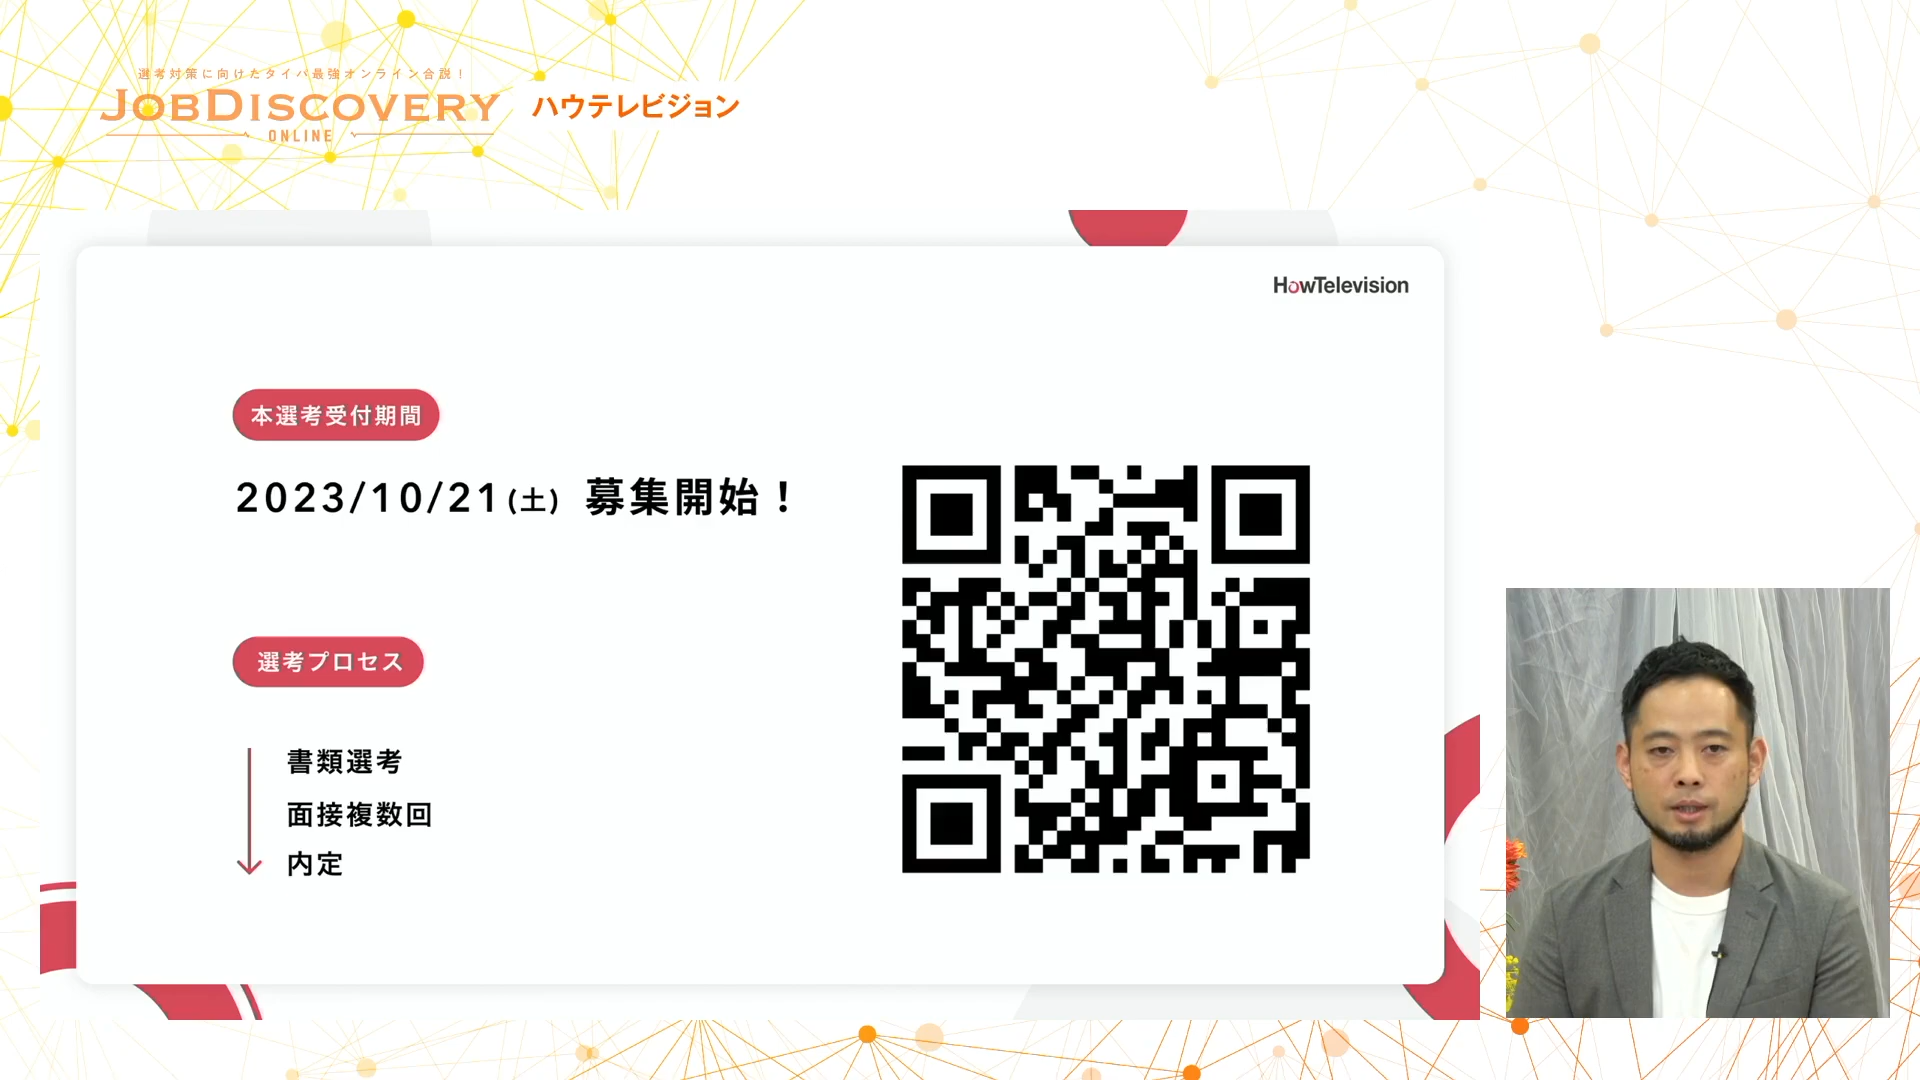 選考対策に向けたタイパ最強オンライン合説！
JOBDISCOVERY
ONLINE
ハウテレビジョン
HowTelevision
本選考受付期間
2023/10/21(土) 募集開始！
選考プロセス
書類選考
面接複数回
内定